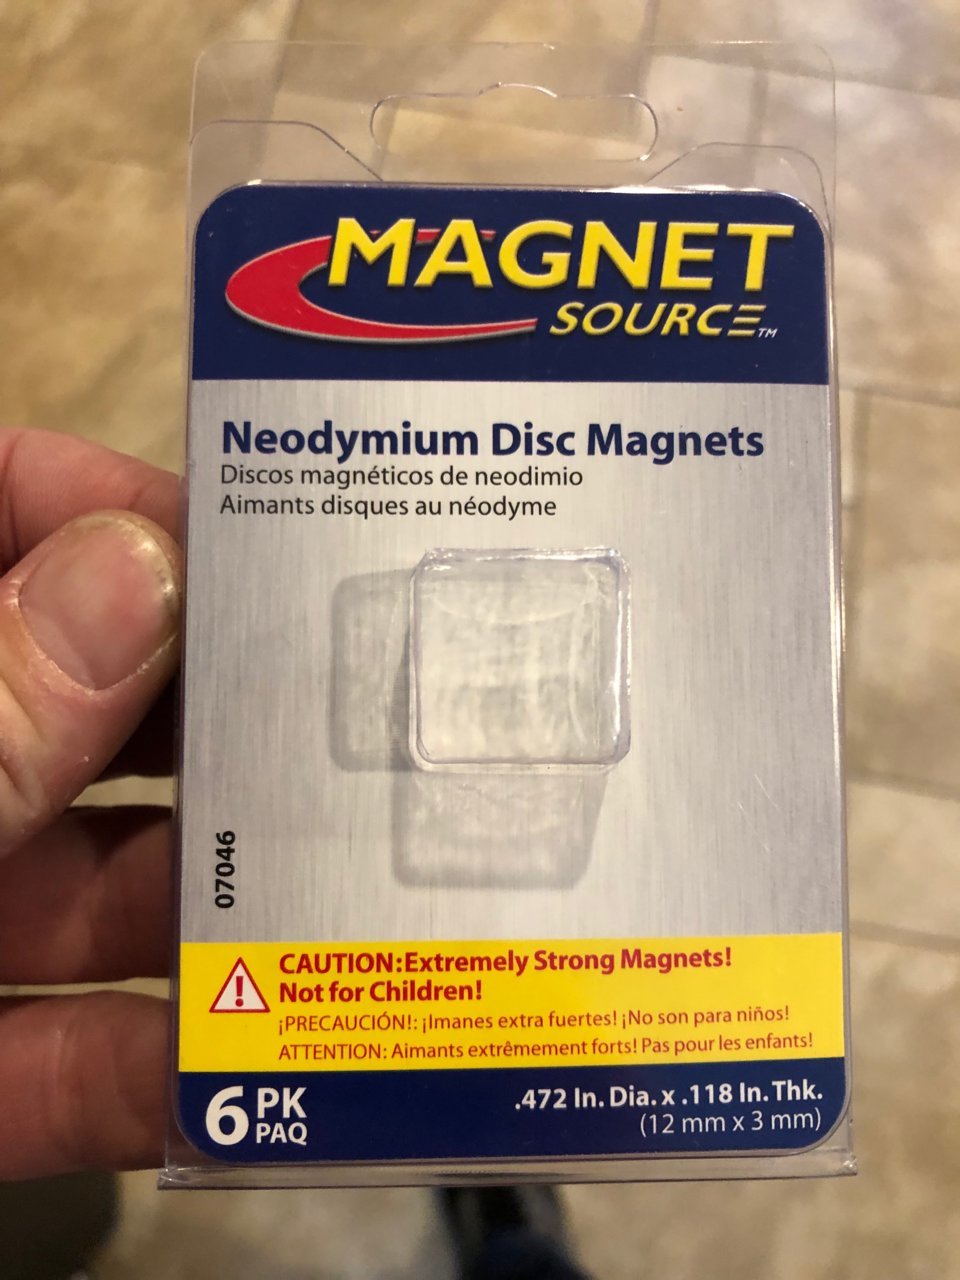 MAGNET
SOURCE™
Neodymium Disc Magnets
Discos magnéticos de neodimio
Aimants disques au néodyme
07046
CAUTION:Extremely Strong Magnets!
Not for Children!
¡PRECAUCIÓN!: ¡Imanes extra fuertes! ¡No son para niños!
ATTENTION: Aimants extrêmement forts! Pas pour les enfants!
6 PK
PAQ
.472 In. Dia. x .118 In. Thk.
(12 mm x 3 mm)